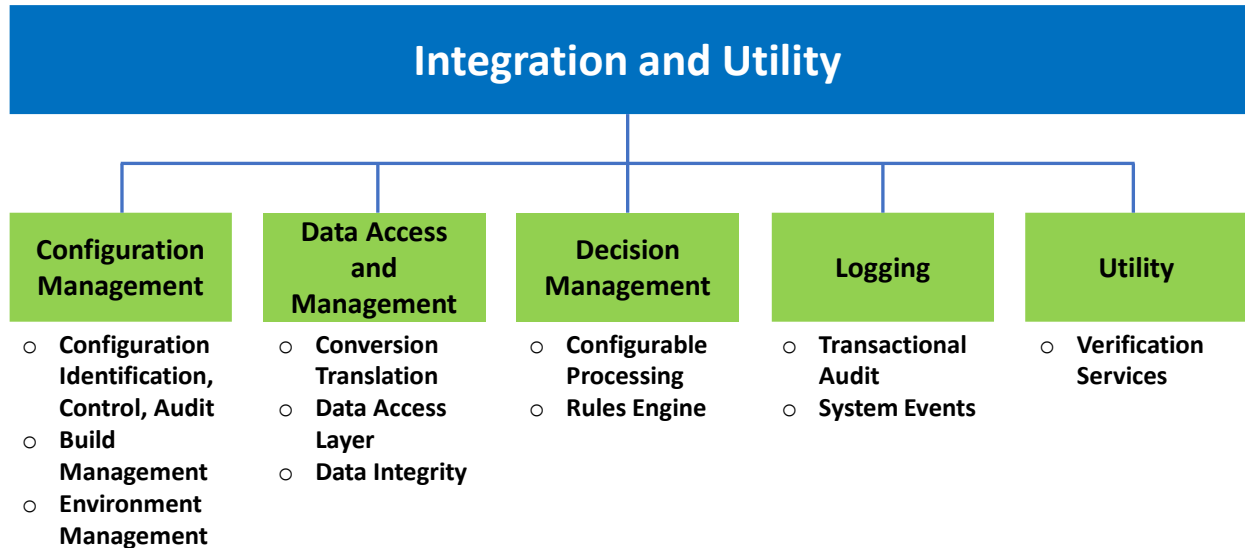 Integration and Utility
Configuration
Management
Data Access
and
Management
Decision
Management
Logging
Utility
○ Configuration
Identification,
Control, Audit
○ Build
Management
○ Environment
Management
○ Conversion
Translation
○ Data Access
Layer
○ Data Integrity
○ Configurable
Processing
○ Rules Engine
○ Transactional
Audit
○ System Events
○ Verification
Services